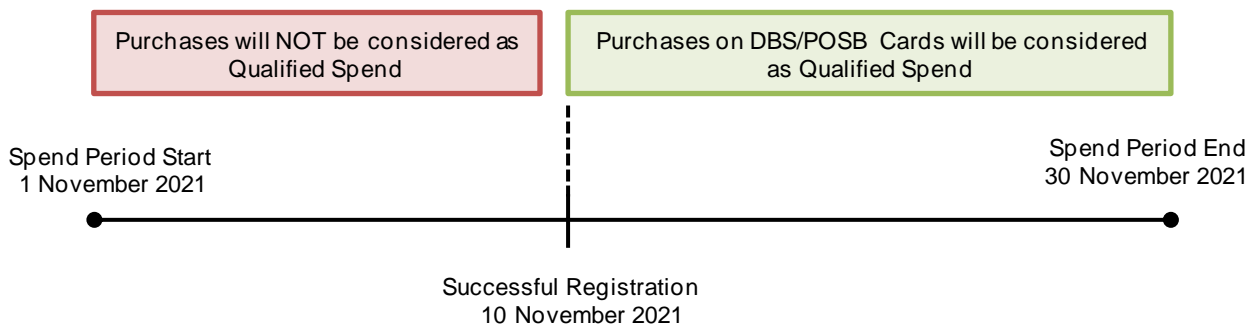 Purchases will NOT be considered as
Qualified Spend
Purchases on DBS/POSB Cards will be considered
as Qualified Spend
Spend Period Start
1 November 2021
Spend Period End
30 November 2021
Successful Registration
10 November 2021